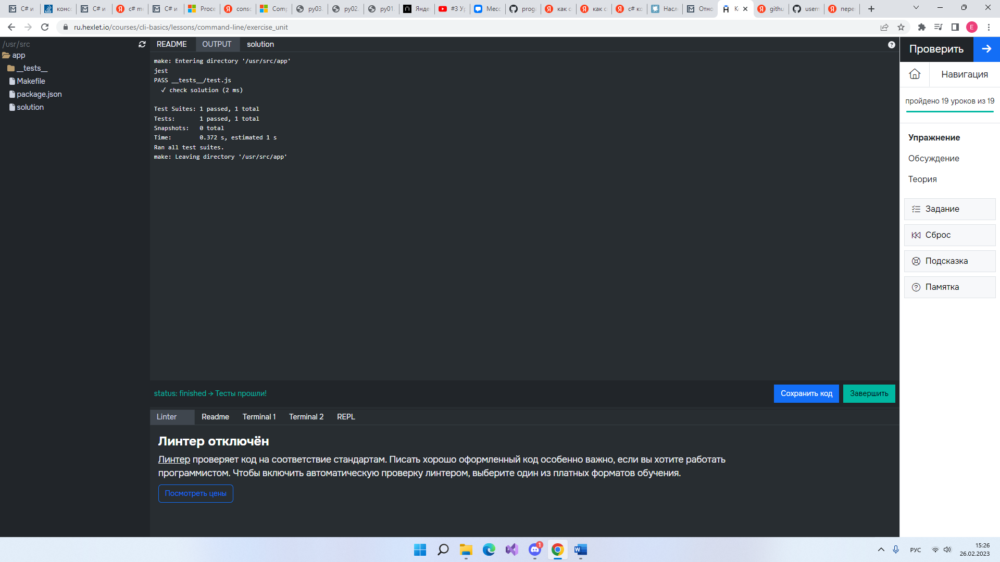 C# и
конс
C# и
c# me
C# и
Proce
conso
Comp
py03.
py02.
py01.
Янде
#3 Ур
Месс
proga
как с
как с
c# ко
Насл
Отно
К
githu
usern
пере
ru.hexlet.io/courses/cli-basics/lessons/command-line/exercise_unit
E
/usr/src
app
__tests__
Makefile
package.json
solution
README
OUTPUT
solution
make: Entering directory '/usr/src/app'
jest
PASS __tests__/test.js
✓ check solution (2 ms)
Test Suites: 1 passed, 1 total
Tests: 1 passed, 1 total
Snapshots: 0 total
Time: 0.372 s, estimated 1 s
Ran all test suites.
make: Leaving directory '/usr/src/app'
status: finished → Тесты прошли!
Сохранить код
Завершить
Linter
Readme
Terminal 1
Terminal 2
REPL
Линтер отключён
Линтер проверяет код на соответствие стандартам. Писать хорошо оформленный код особенно важно, если вы хотите работать
программистом. Чтобы включить автоматическую проверку линтером, выберите один из платных форматов обучения.
Посмотреть цены
Проверить
Навигация
пройдено 19 уроков из 19
Упражнение
Обсуждение
Теория
Задание
Сброс
Подсказка
Памятка
1
РУС
15:26
26.02.2023